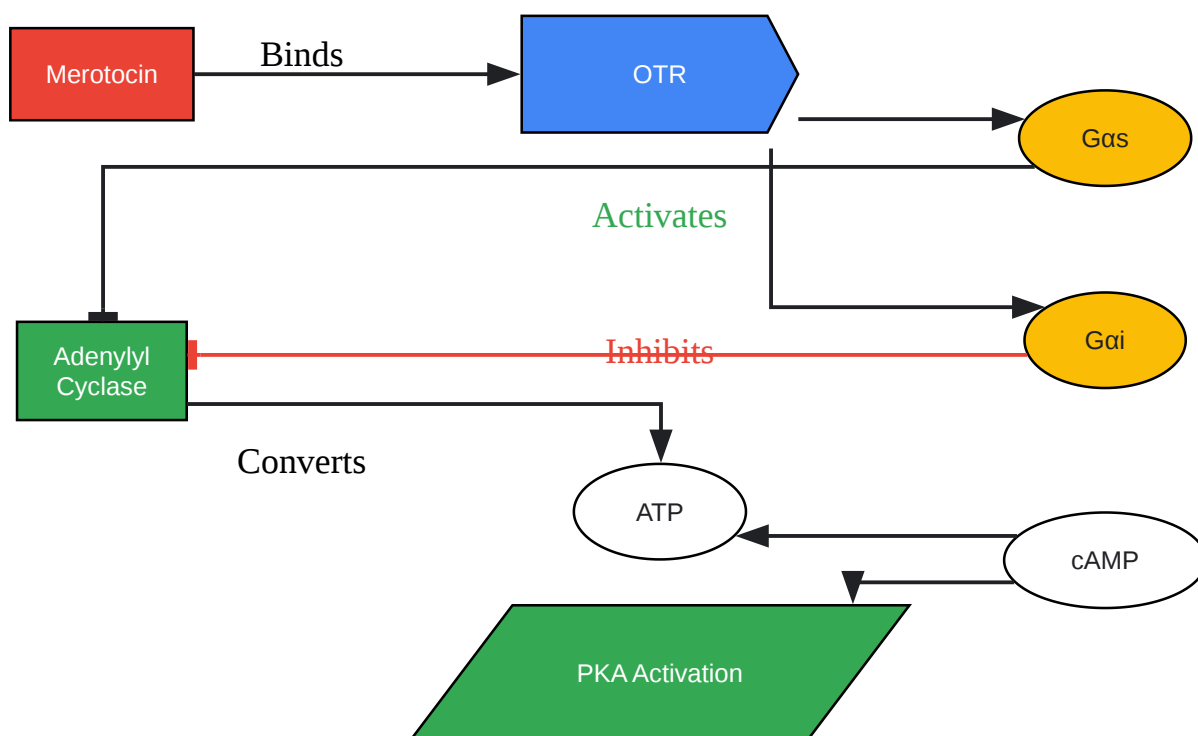 Merotocin
Binds
OTR
Gαs
Activates
Gαi
Adenylyl
Cyclase
Inhibits
Converts
ATP
cAMP
PKA Activation